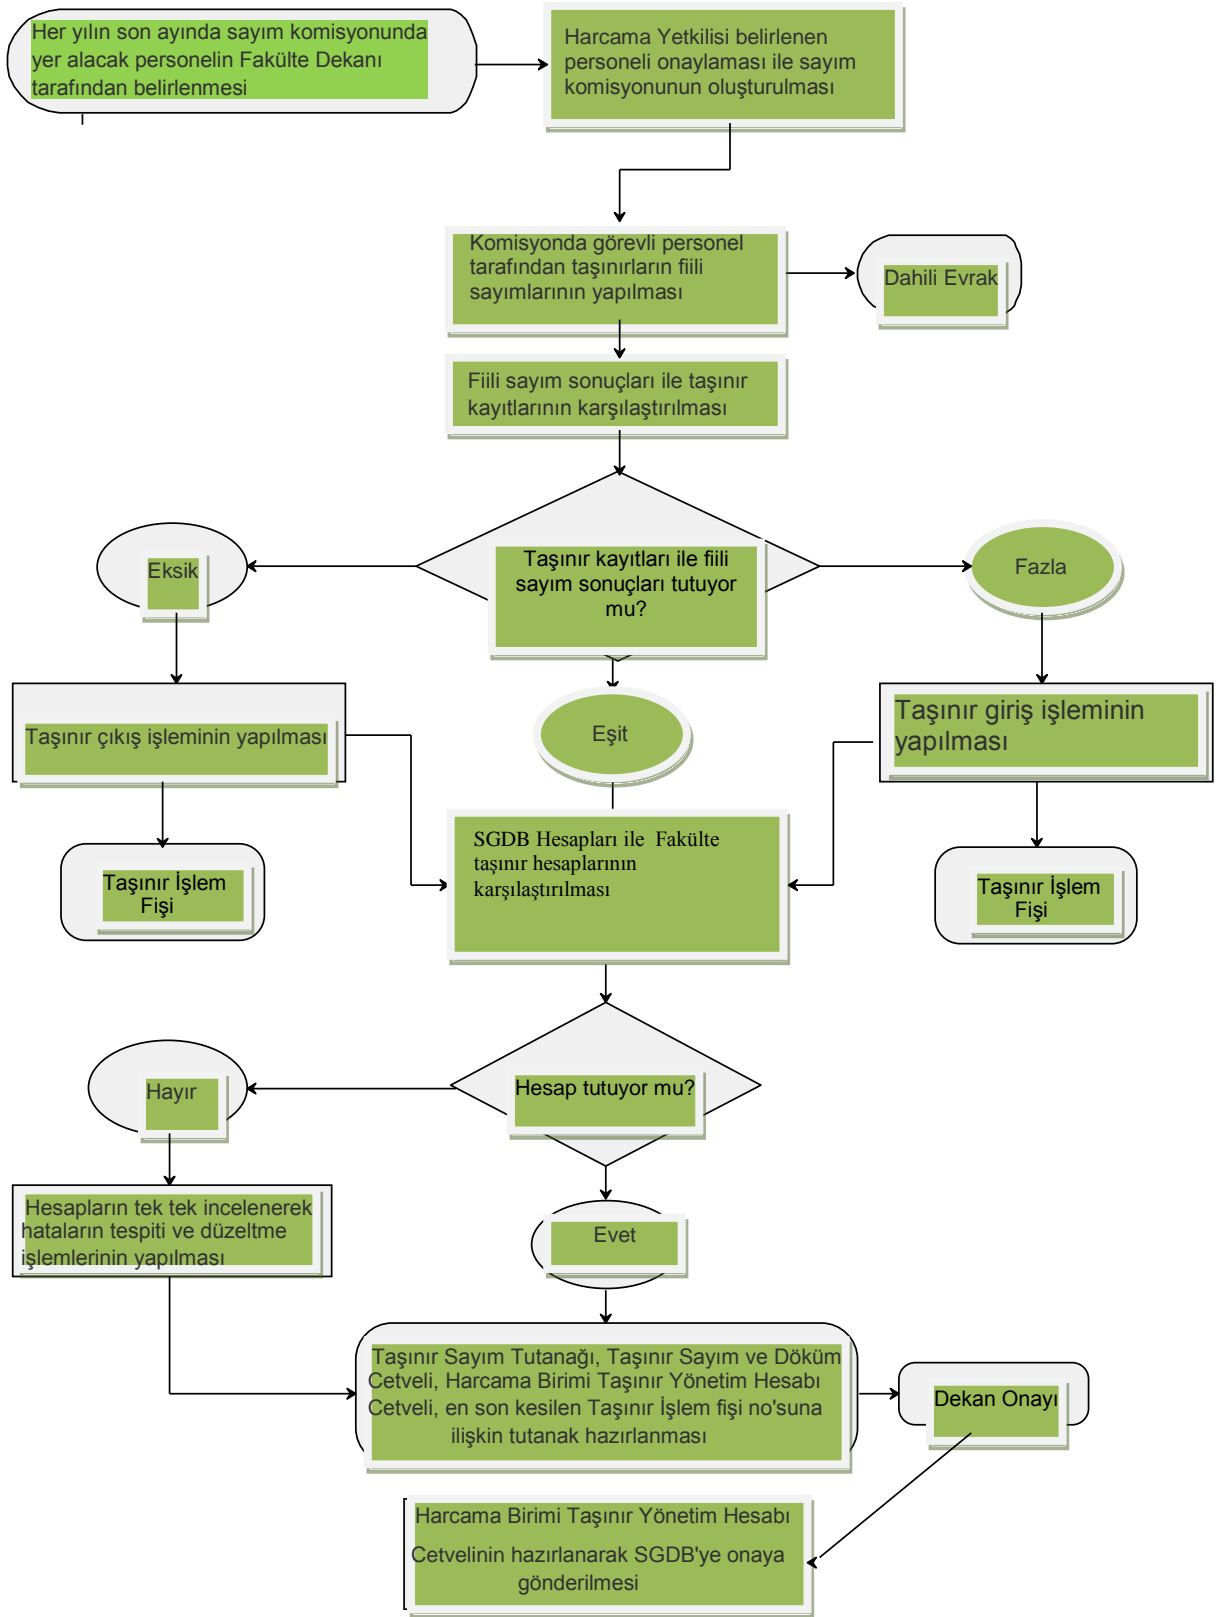 Her yılın son ayında sayım komisyonunda
yer alacak personelin Fakülte Dekanı
tarafından belirlenmesi
Harcama Yetkilisi belirlenen
personeli onaylaması ile sayım
komisyonunun oluşturulması
Komisyonda görevli personel
tarafından taşınırların fiili
sayımlarının yapılması
Dahili Evrak
Fiili sayım sonuçları ile taşınır
kayıtlarının karşılaştırılması
Taşınır kayıtları ile fiili
sayım sonuçları tutuyor
mu?
Eksik
Fazla
Eşit
Taşınır çıkış işleminin yapılması
Taşınır giriş işleminin
yapılması
SGDB Hesapları ile Fakülte
taşınır hesaplarının
karşılaştırılması
Taşınır İşlem
Fişi
Taşınır İşlem
Fişi
Hesap tutuyor mu?
Hayır
Evet
Hesapların tek tek incelenerek
hataların tespiti ve düzeltme
işlemlerinin yapılması
Taşınır Sayım Tutanağı, Taşınır Sayım ve Döküm
Cetveli, Harcama Birimi Taşınır Yönetim Hesabı
Cetveli, en son kesilen Taşınır İşlem fişi no'suna
ilişkin tutanak hazırlanması
Dekan Onayı
Harcama Birimi Taşınır Yönetim Hesabı
Cetvelinin hazırlanarak SGDB'ye onaya
gönderilmesi